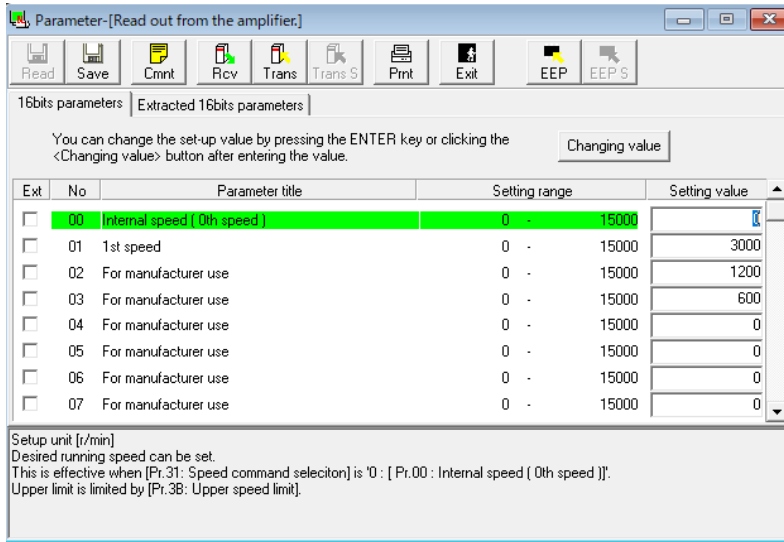 Parameter-[Read out from the amplifier.]
Read Save Cmnt Rcv Trans Trans S Prnt Exit EEP EEP S
16bits parameters Extracted 16bits parameters
You can change the set-up value by pressing the ENTER key or clicking the
<Changing value> button after entering the value.
Changing value
Ext No Parameter title Setting range Setting value
00 Internal speed ( 0th speed ) 0 - 15000 0
01 1st speed 0 - 15000 3000
02 For manufacturer use 0 - 15000 1200
03 For manufacturer use 0 - 15000 600
04 For manufacturer use 0 - 15000 0
05 For manufacturer use 0 - 15000 0
06 For manufacturer use 0 - 15000 0
07 For manufacturer use 0 - 15000 0
Setup unit [r/min]
Desired running speed can be set.
This is effective when [Pr.31: Speed command seleciton] is '0 : [ Pr.00 : Internal speed ( 0th speed )]'.
Upper limit is limited by [Pr.3B: Upper speed limit].